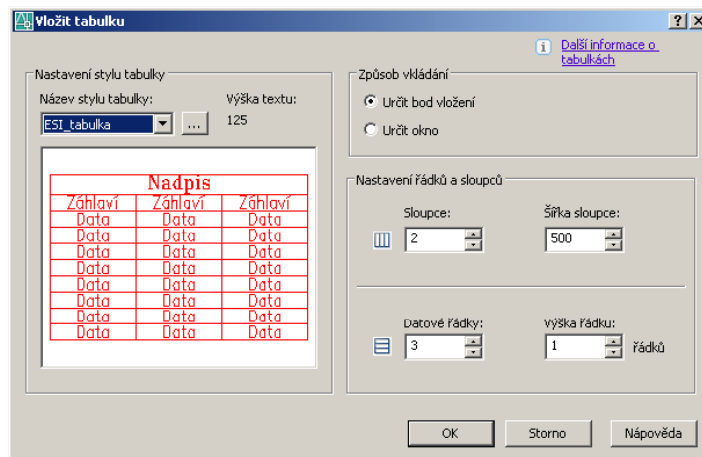 Vložit tabulku
Další informace o
tabulkách
Nastavení stylu tabulky
Název stylu tabulky:
Výška textu:
ESI_tabulka
...
125
Nadpis
Záhlaví Záhlaví Záhlaví
Data Data Data
Data Data Data
Data Data Data
Data Data Data
Data Data Data
Data Data Data
Data Data Data
Data Data Data
Způsob vkládání
Určit bod vložení
Určit okno
Nastavení řádků a sloupců
Sloupce:
Šířka sloupce:
2
500
Datové řádky:
Výška řádku:
3
1
řádků
OK
Storno
Nápověda